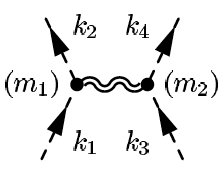 k₂ k₄
(m₁) (m₂)
k₁ k₃